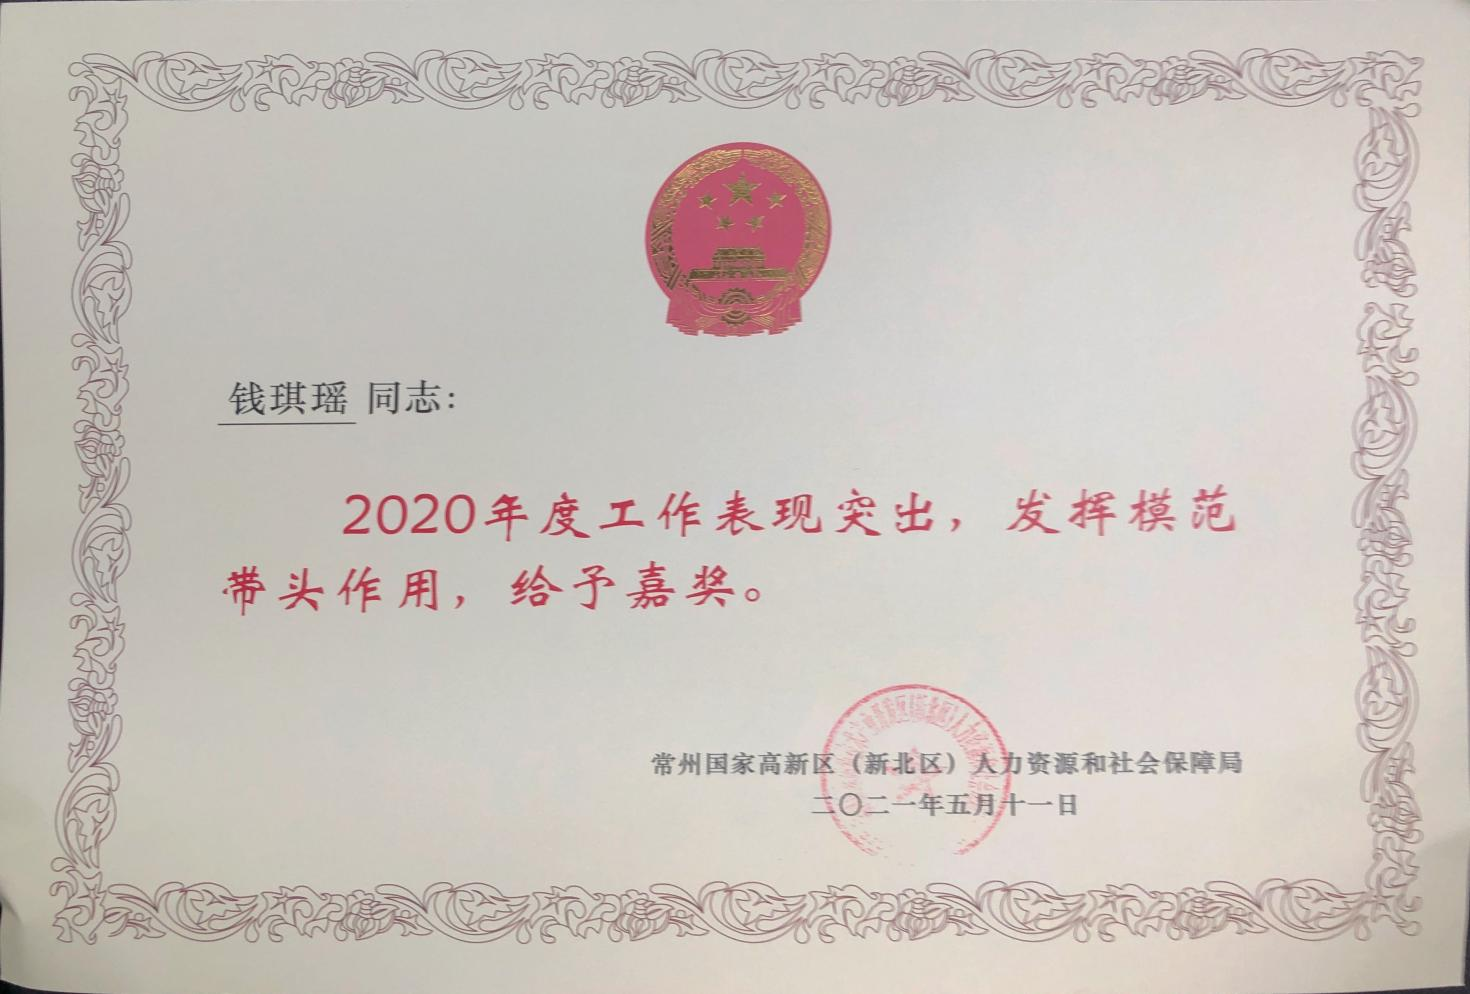 钱琪瑶 同志：
2020年度工作表现突出，发挥模范
带头作用，给予嘉奖。
常州国家高新区（新北区）人力资源和社会保障局
二〇二一年五月十一日